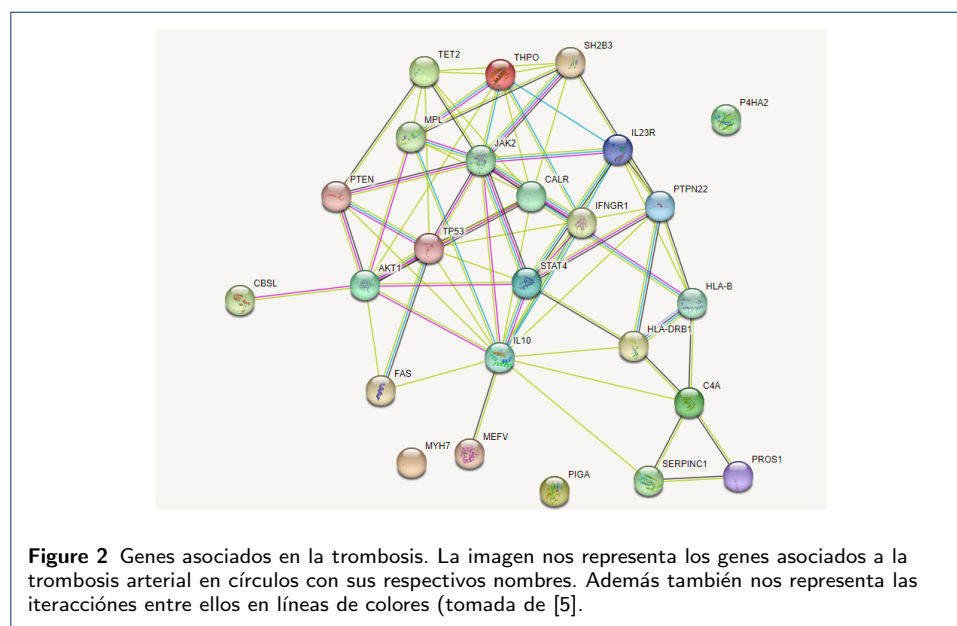 TET2
THPO
SH2B3
P4HA2
MPL
IL23R
JAK2
PTEN
CALR
PTPN22
IFNGR1
TP53
AKT1
STAT4
CBSL
HLA-B
HLA-DRB1
IL10
FAS
C4A
MEFV
MYH7
SERPINC1
PROS1
PIGA
Figure 2 Genes asociados en la trombosis. La imagen nos representa los genes asociados a la
trombosis arterial en círculos con sus respectivos nombres. Además también nos representa las
iteracciónes entre ellos en líneas de colores (tomada de [5].